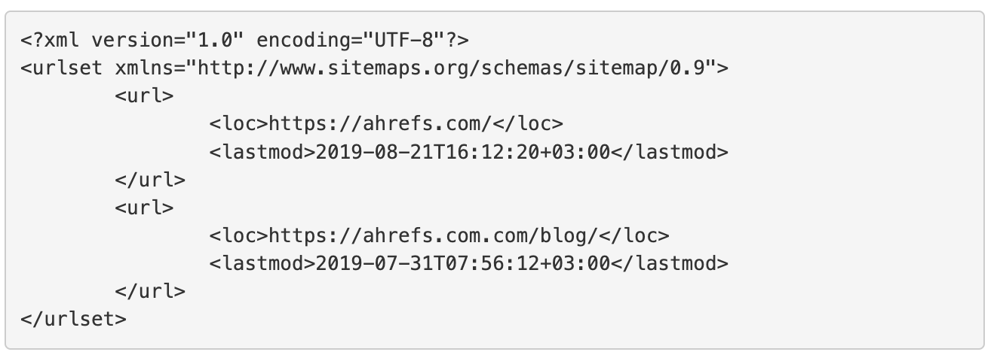 <?xml version="1.0" encoding="UTF-8"?>
<urlset xmlns="http://www.sitemaps.org/schemas/sitemap/0.9">
        <url>
                <loc>https://ahrefs.com/</loc>
                <lastmod>2019-08-21T16:12:20+03:00</lastmod>
        </url>
        <url>
                <loc>https://ahrefs.com.com/blog/</loc>
                <lastmod>2019-07-31T07:56:12+03:00</lastmod>
        </url>
</urlset>